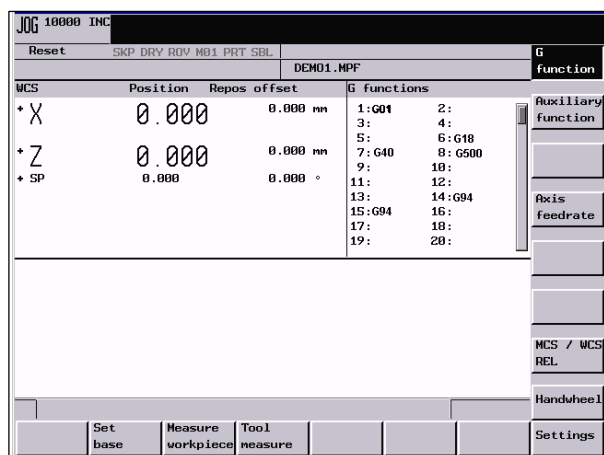 JOG 10000 INC
Reset SKP DRY ROV M01 PRT SBL
DEMO1.MPF
G
function
WCS Position Repos offset G functions
+ X 0.000 0.000 mm
+ Z 0.000 0.000 mm
+ SP 0.000 0.000 °
1:G01 2:
3: 4:
5: 6:G18
7:G40 8:G500
9: 10:
11: 12:
13: 14:G94
15:G94 16:
17: 18:
19: 20:
Auxiliary
function
Axis
feedrate
MCS / WCS
REL
Handwheel
Settings
Set
base
Measure
workpiece
Tool
measure